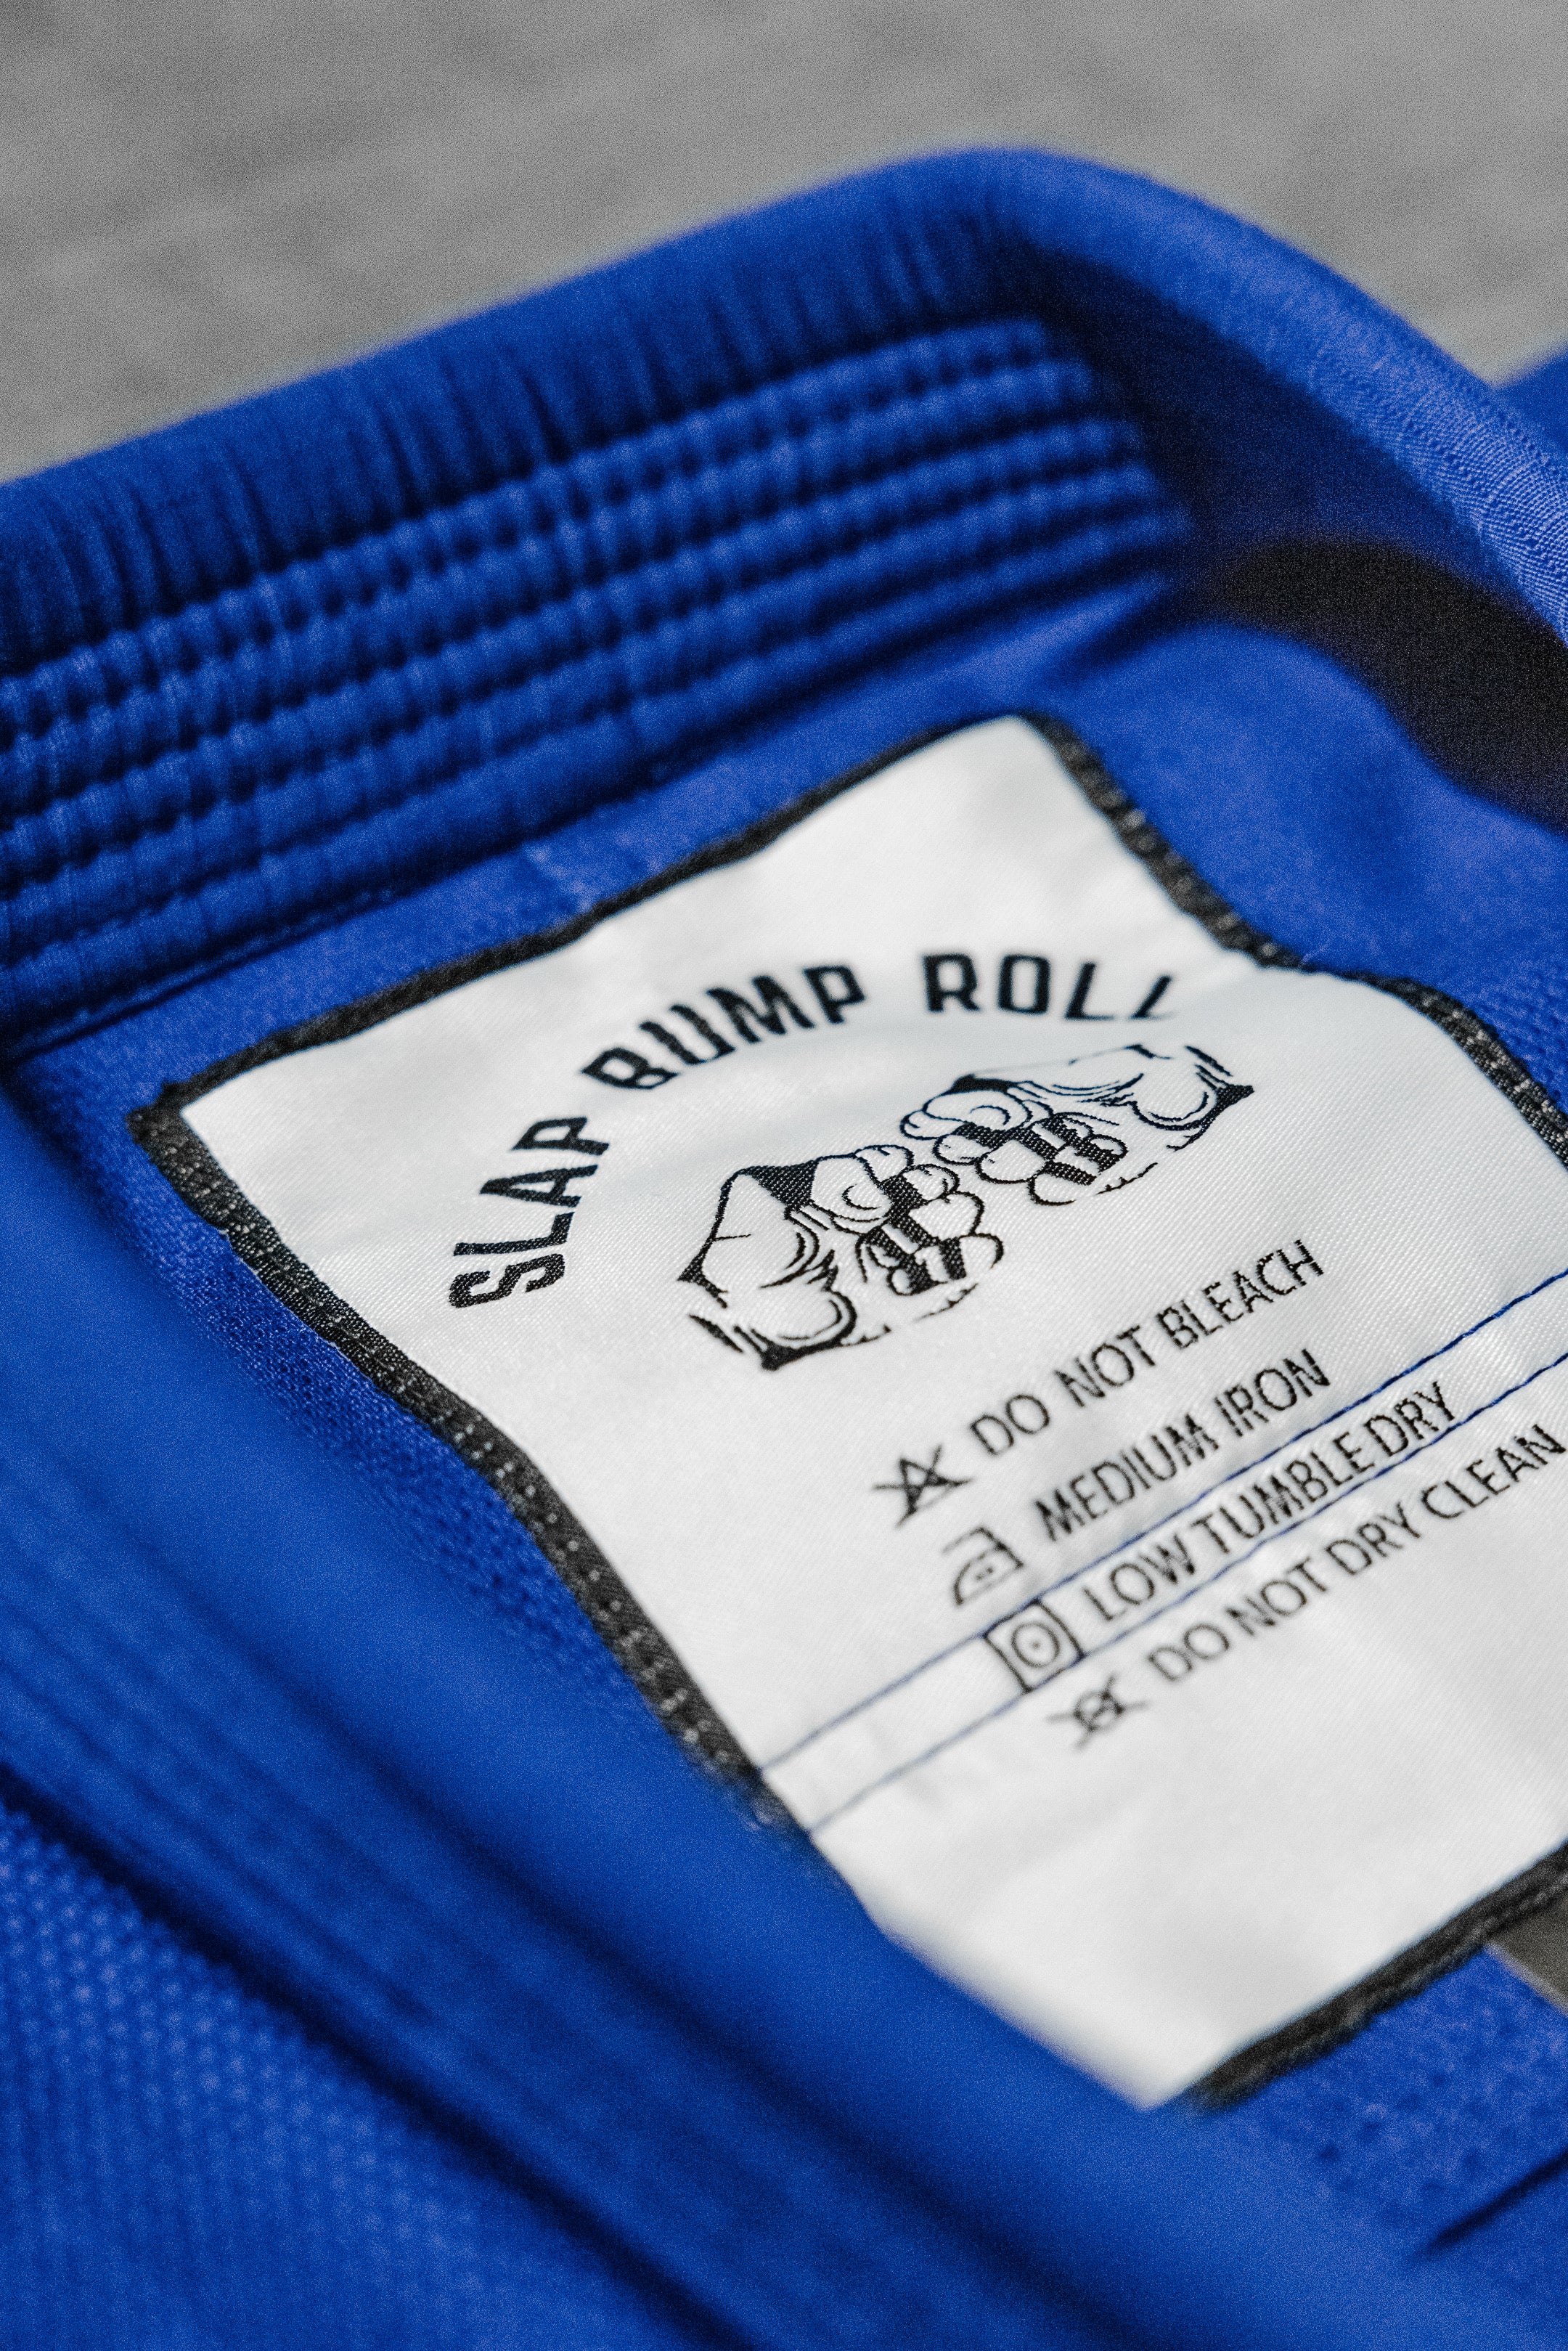 SLAP BUMP ROLL
DO NOT BLEACH
MEDIUM IRON
LOW TUMBLE DRY
DO NOT DRY CLEAN